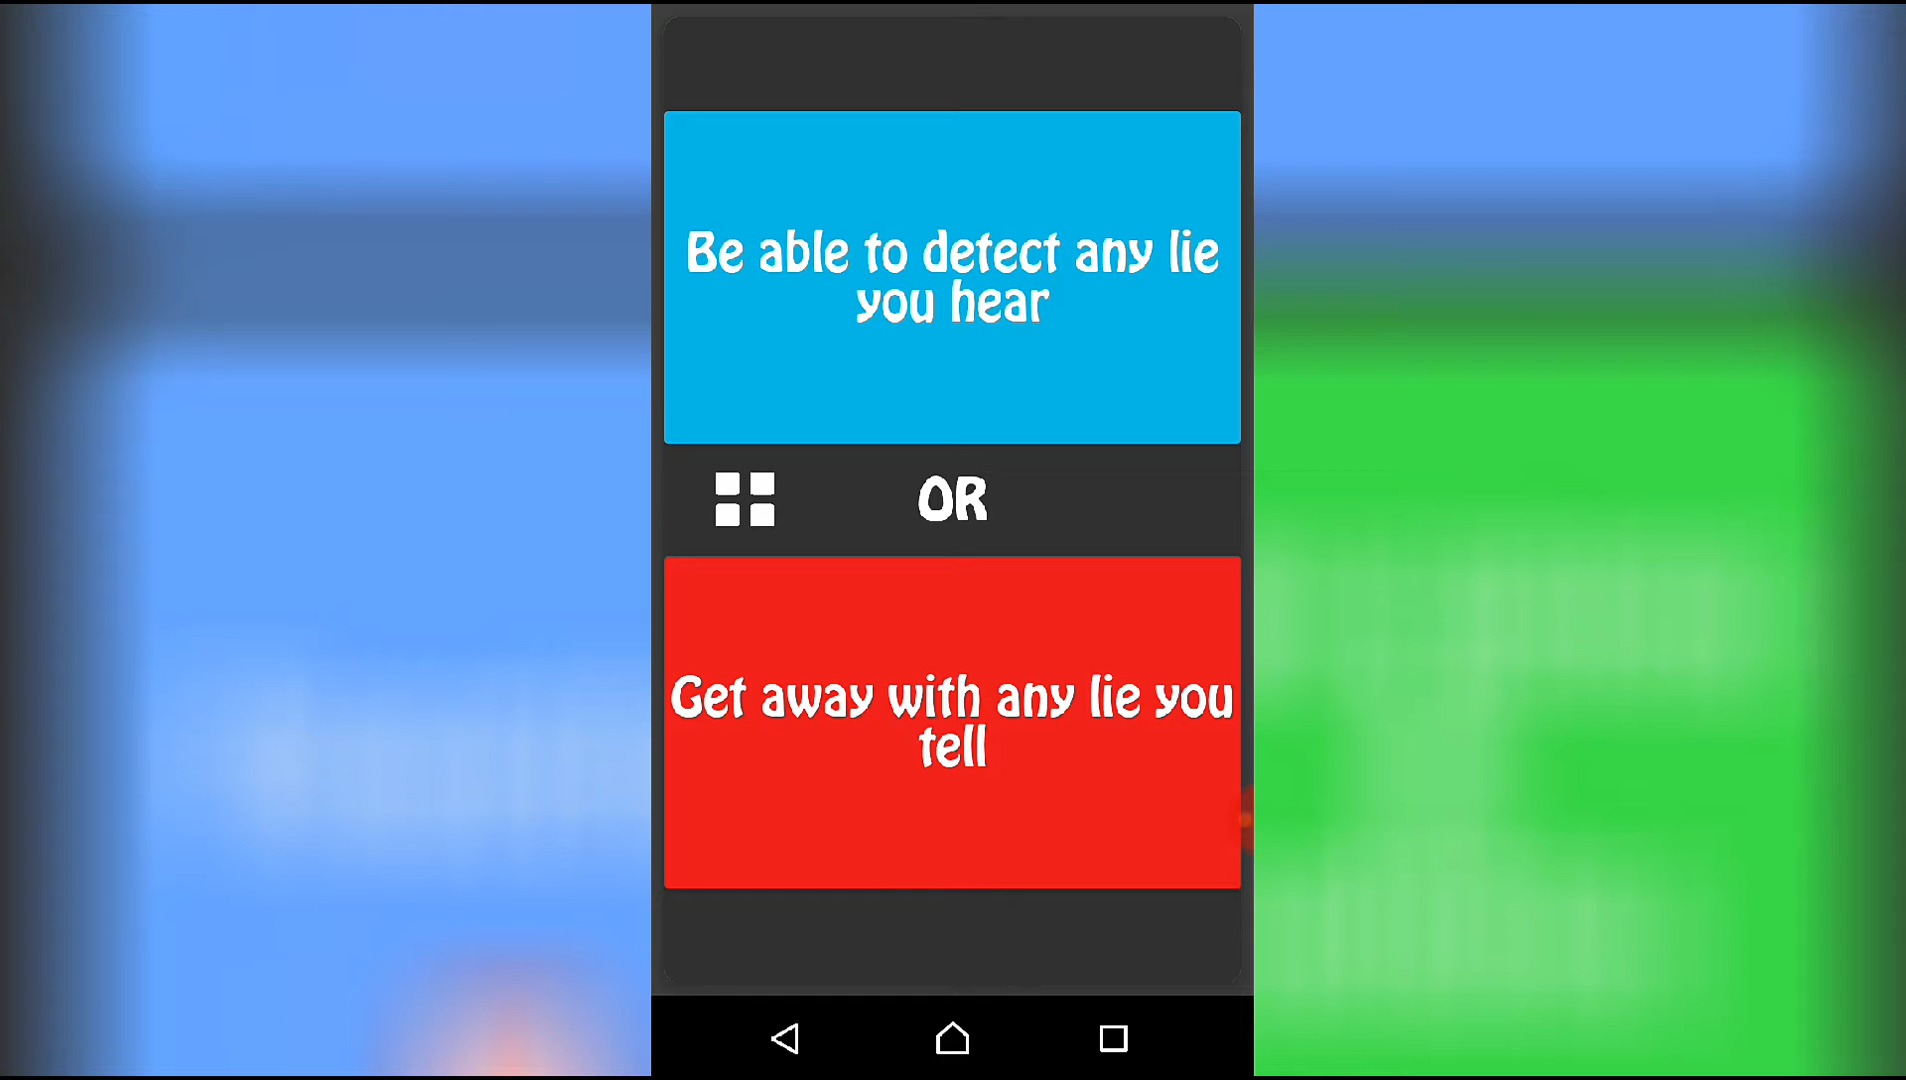 Be able to detect any lie
you hear
OR
Get away with any lie you
tell